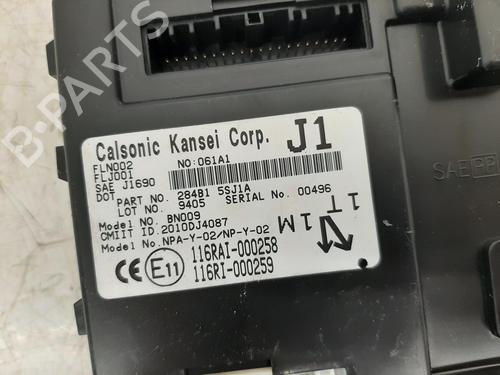 B-PARTS
Calsonic Kansei Corp. J1
FLN002 NO:061A1
FLJ001
SAE J1690
DOT
PART NO. 284B1 5SJ1A
LOT NO. 9405 SERIAL No. 00496
Model No. BN009
CMIIT ID.:2010DJ4087
Model No.:NPA-Y-02/NP-Y-02
1T
1M
CE E11 116RAI-000258
116RI-000259
SAE